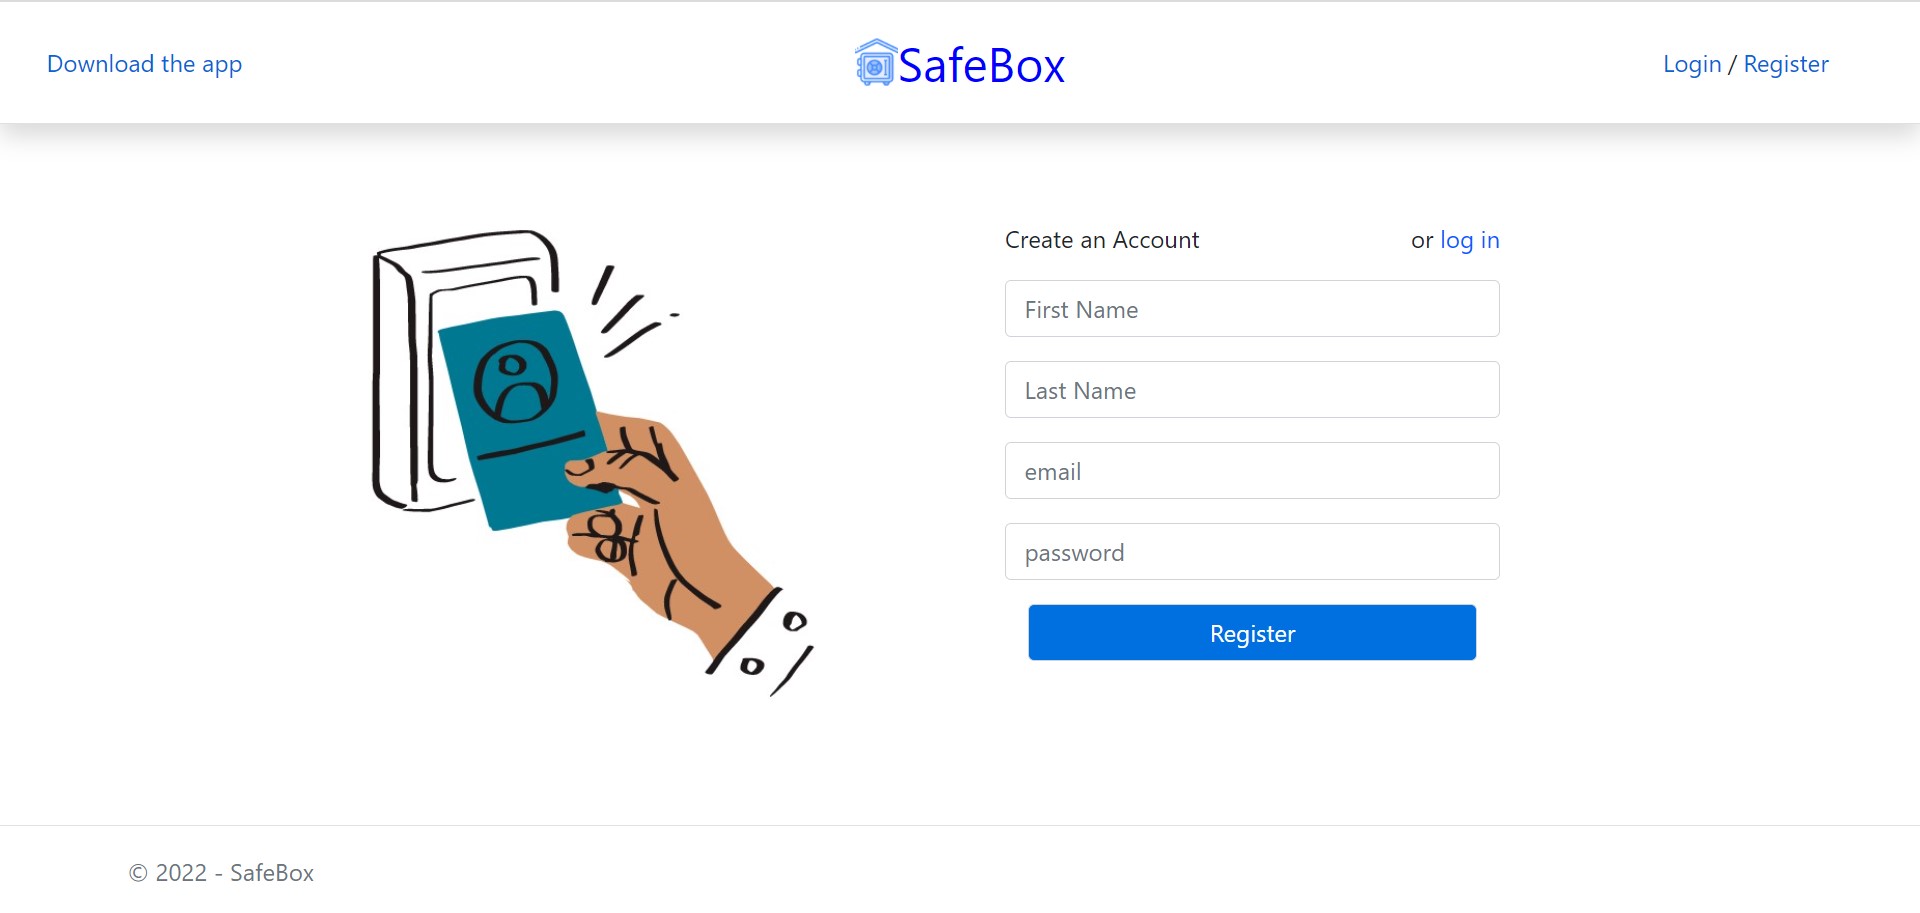 Download the app
SafeBox
Login / Register
Create an Account
or log in
First Name
Last Name
email
password
Register
© 2022 - SafeBox